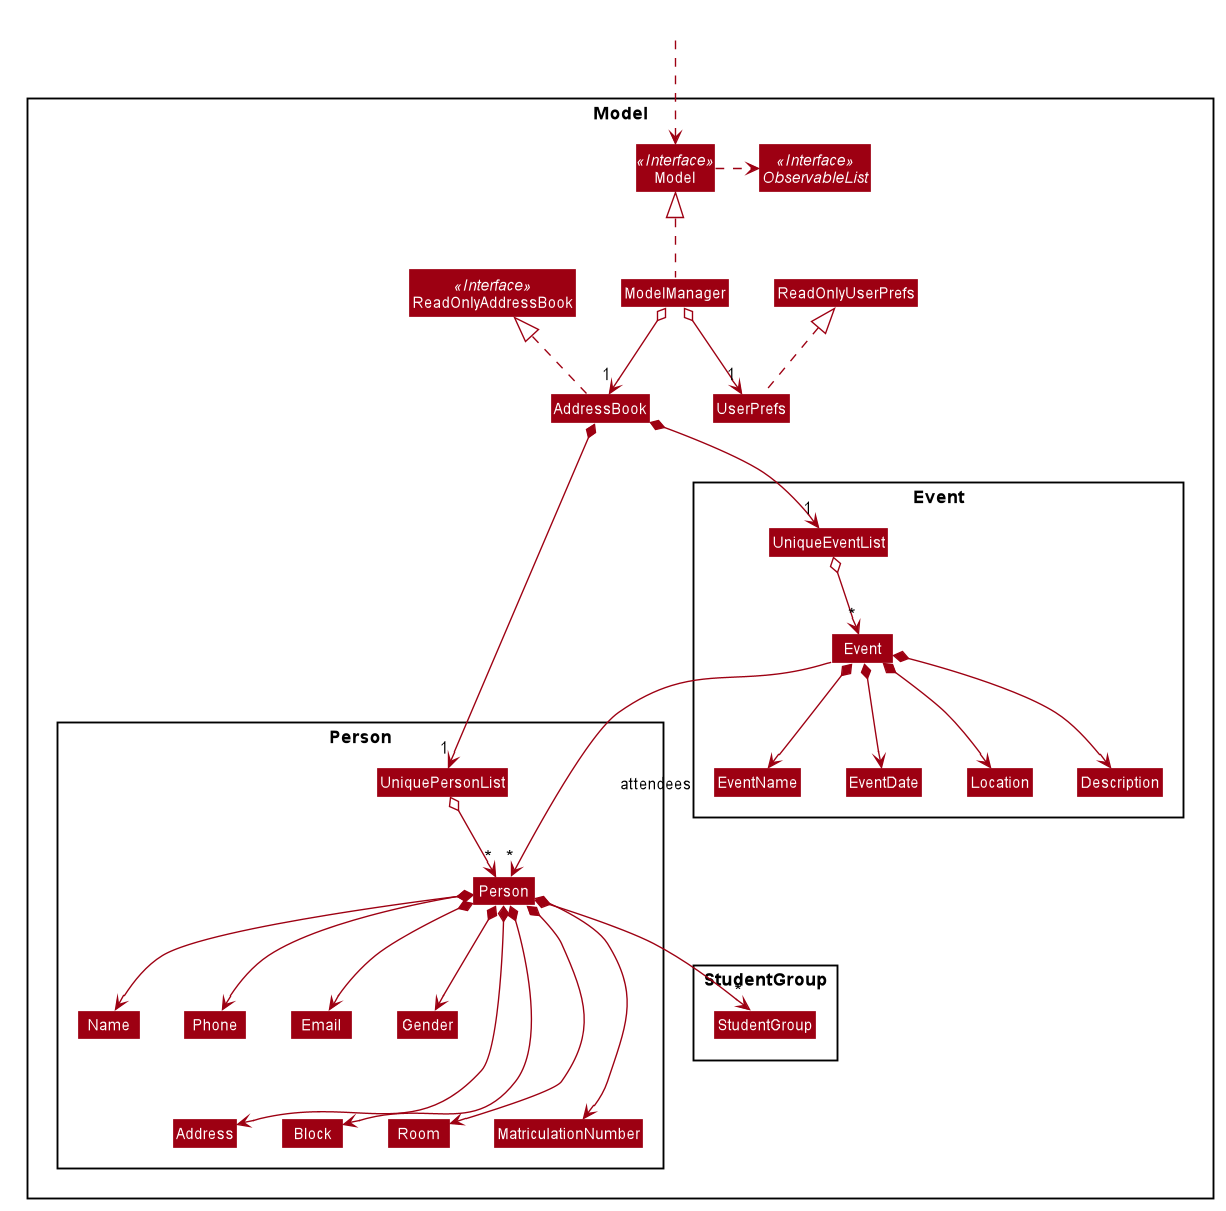 Model
«Interface»
Model
«Interface»
ObservableList
«Interface»
ReadOnlyAddressBook
ModelManager
ReadOnlyUserPrefs
1
1
AddressBook
UserPrefs
Event
1
UniqueEventList
*
Event
Person
1
UniquePersonList
attendees
EventName
EventDate
Location
Description
*
*
Person
StudentGroup
*
Name
Phone
Email
Gender
StudentGroup
Address
Block
Room
MatriculationNumber